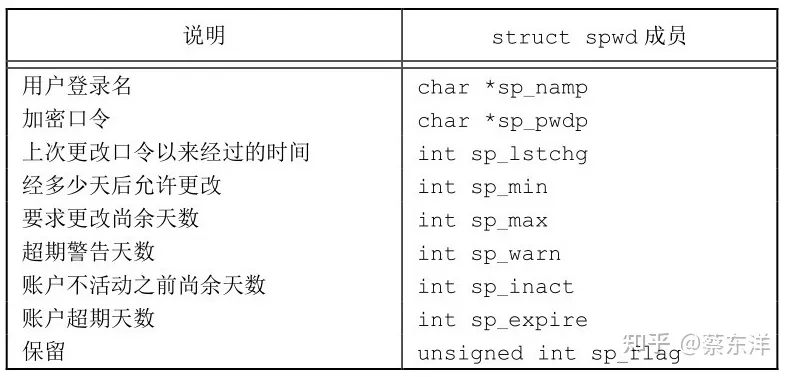 说明 struct spwd 成员
用户登录名 char *sp_namp
加密口令 char *sp_pwdp
上次更改口令以来经过的时间 int sp_lstchg
经多少天后允许更改 int sp_min
要求更改尚余天数 int sp_max
超期警告天数 int sp_warn
账户不活动之前尚余天数 int sp_inact
账户超期天数 int sp_expire
保留 unsigned int sp_flag
知乎 @蔡东洋